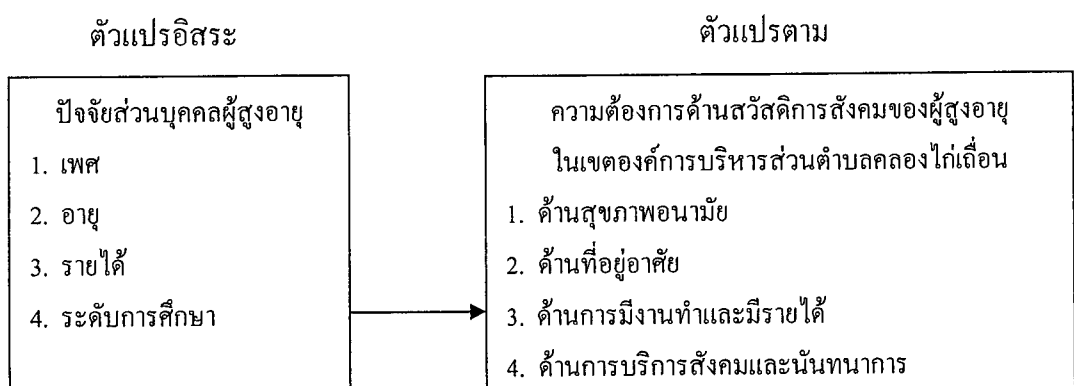 ตัวแปรอิสระ
ตัวแปรตาม
ปัจจัยส่วนบุคคลผู้สูงอายุ
1. เพศ
2. อายุ
3. รายได้
4. ระดับการศึกษา
ความต้องการด้านสวัสดิการสังคมของผู้สูงอายุ
ในเขตองค์การบริหารส่วนตำบลคลองไก่เถื่อน
1. ด้านสุขภาพอนามัย
2. ด้านที่อยู่อาศัย
3. ด้านการมีงานทำและมีรายได้
4. ด้านการบริการสังคมและนันทนาการ